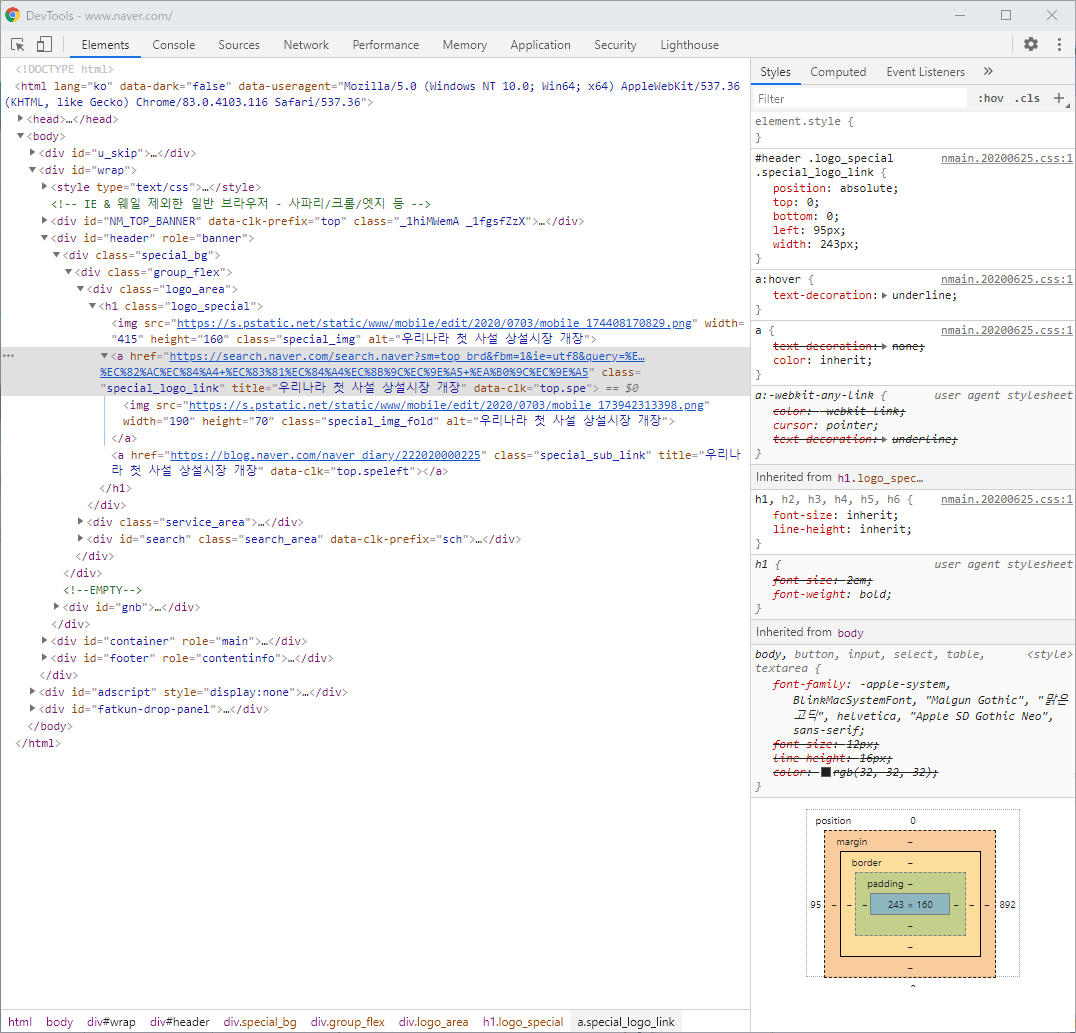 DevTools - www.naver.com/
Elements Console Sources Network Performance Memory Application Security Lighthouse
<!DOCTYPE html>
<html lang="ko" data-dark="false" data-useragent="Mozilla/5.0 (Windows NT 10.0; Win64; x64) AppleWebKit/537.36
(KHTML, like Gecko) Chrome/83.0.4103.116 Safari/537.36">
<head>…</head>
<body>
<div id="u_skip">…</div>
<div id="wrap">
<style type="text/css">…</style>
<!-- IE & 웨일 제외한 일반 브라우저 - 사파리/크롬/엣지 등 -->
<div id="NM_TOP_BANNER" data-clk-prefix="top" class="_1hiMWemA _1fgsfZzX">…</div>
<div id="header" role="banner">
<div class="special_bg">
<div class="group_flex">
<div class="logo_area">
<h1 class="logo_special">
<img src="https://s.pstatic.net/static/www/mobile/edit/2020/0703/mobile_174408170829.png" width=
"415" height="160" class="special_img" alt="우리나라 첫 사설 상설시장 개장">
<a href="https://search.naver.com/search.naver?sm=top_brd&fbm=1&ie=utf8&query=%E…
%EC%82%AC%EC%84%A4+%EC%83%81%EC%84%A4%EC%8B%9C%EC%9E%A5+%EA%B0%9C%EC%9E%A5" class=
"special_logo_link" title="우리나라 첫 사설 상설시장 개장" data-clk="top.spe"> == $0
<img src="https://s.pstatic.net/static/www/mobile/edit/2020/0703/mobile_173942313398.png"
width="190" height="70" class="special_img_fold" alt="우리나라 첫 사설 상설시장 개장">
</a>
<a href="https://blog.naver.com/naver_diary/222020000225" class="special_sub_link" title="우리나
라 첫 사설 상설시장 개장" data-clk="top.speleft"></a>
</h1>
</div>
<div class="service_area">…</div>
<div id="search" class="search_area" data-clk-prefix="sch">…</div>
</div>
</div>
<!--EMPTY-->
<div id="gnb">…</div>
</div>
<div id="container" role="main">…</div>
<div id="footer" role="contentinfo">…</div>
</div>
<div id="adscript" style="display:none">…</div>
<div id="fatkun-drop-panel">…</div>
</body>
</html>
html body div#wrap div#header div.special_bg div.group_flex div.logo_area h1.logo_special a.special_logo_link
Styles Computed Event Listeners »
Filter :hov .cls +
element.style {
}
#header .logo_special nmain.20200625.css:1
.special_logo_link {
position: absolute;
top: 0;
bottom: 0;
left: 95px;
width: 243px;
}
a:hover { nmain.20200625.css:1
text-decoration: underline;
}
a { nmain.20200625.css:1
text-decoration: none;
color: inherit;
}
a:-webkit-any-link { user agent stylesheet
color: -webkit-link;
cursor: pointer;
text-decoration: underline;
}
Inherited from h1.logo_spec…
h1, h2, h3, h4, h5, h6 { nmain.20200625.css:1
font-size: inherit;
line-height: inherit;
}
h1 { user agent stylesheet
font-size: 2em;
font-weight: bold;
}
Inherited from body
body, button, input, select, table, <style>
textarea {
font-family: -apple-system,
BlinkMacSystemFont, "Malgun Gothic", "맑은
고딕", helvetica, "Apple SD Gothic Neo",
sans-serif;
font-size: 12px;
line-height: 16px;
color: rgb(32, 32, 32);
}
position 0
margin –
border –
padding –
95 – – – 243 × 160 – – – 892
–
–
–